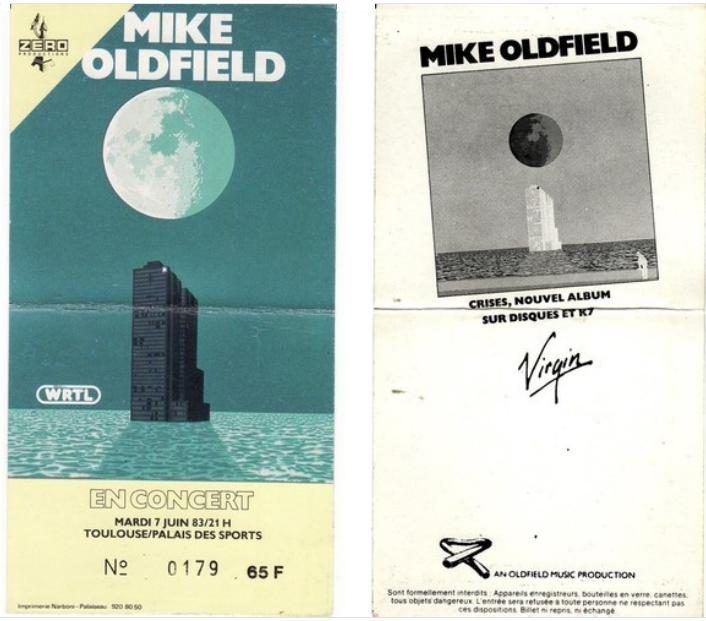 ZERO
PRODUCTIONS
MIKE
OLDFIELD
WRTL
EN CONCERT
MARDI 7 JUIN 83/21 H
TOULOUSE/PALAIS DES SPORTS
Nº 0179 65 F
Imprimerie Narboni - Palaiseau 920 80 50
MIKE OLDFIELD
CRISES, NOUVEL ALBUM
SUR DISQUES ET K7
Virgin
AN OLDFIELD MUSIC PRODUCTION
Sont formellement interdits : Appareils enregistreurs, bouteilles en verre, canettes,
tous objets dangereux. L'entrée sera refusée à toute personne ne respectant pas
ces dispositions. Billet ni repris, ni échangé.